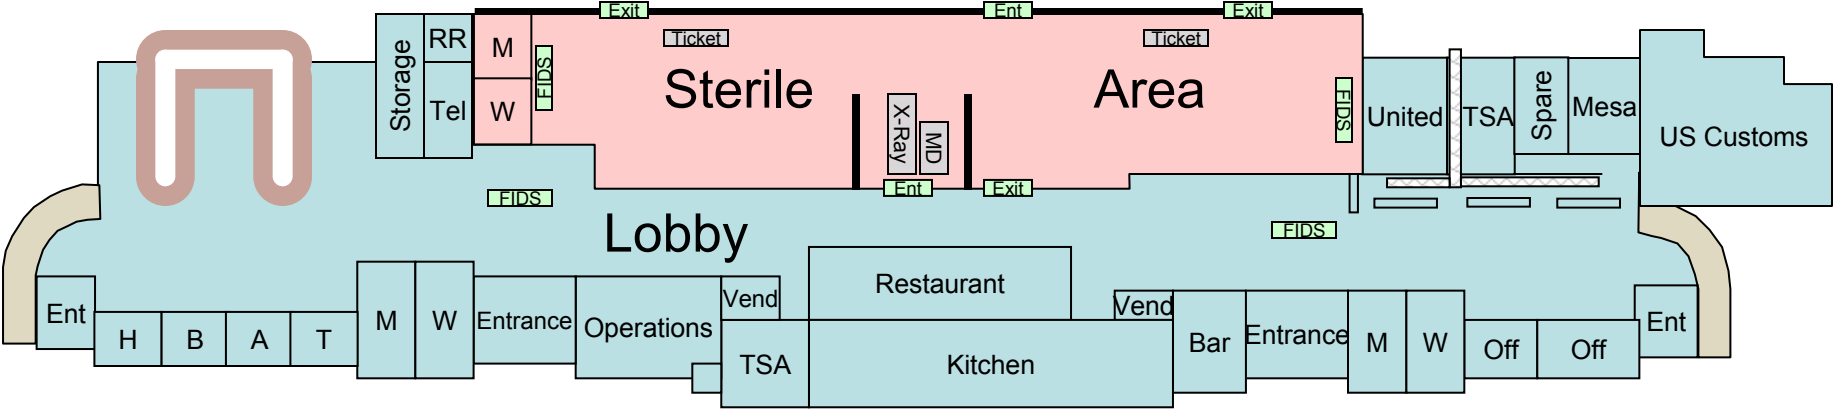 Exit
Ent
Exit
Storage
RR
M
FIDS
Ticket
Ticket
Sterile
Area
Tel
W
X-Ray
MD
FIDS
United
TSA
Spare
Mesa
US Customs
FIDS
Ent
Exit
Lobby
FIDS
Restaurant
Ent
H
B
A
T
M
W
Entrance
Operations
Vend
TSA
Kitchen
Vend
Bar
Entrance
M
W
Off
Off
Ent